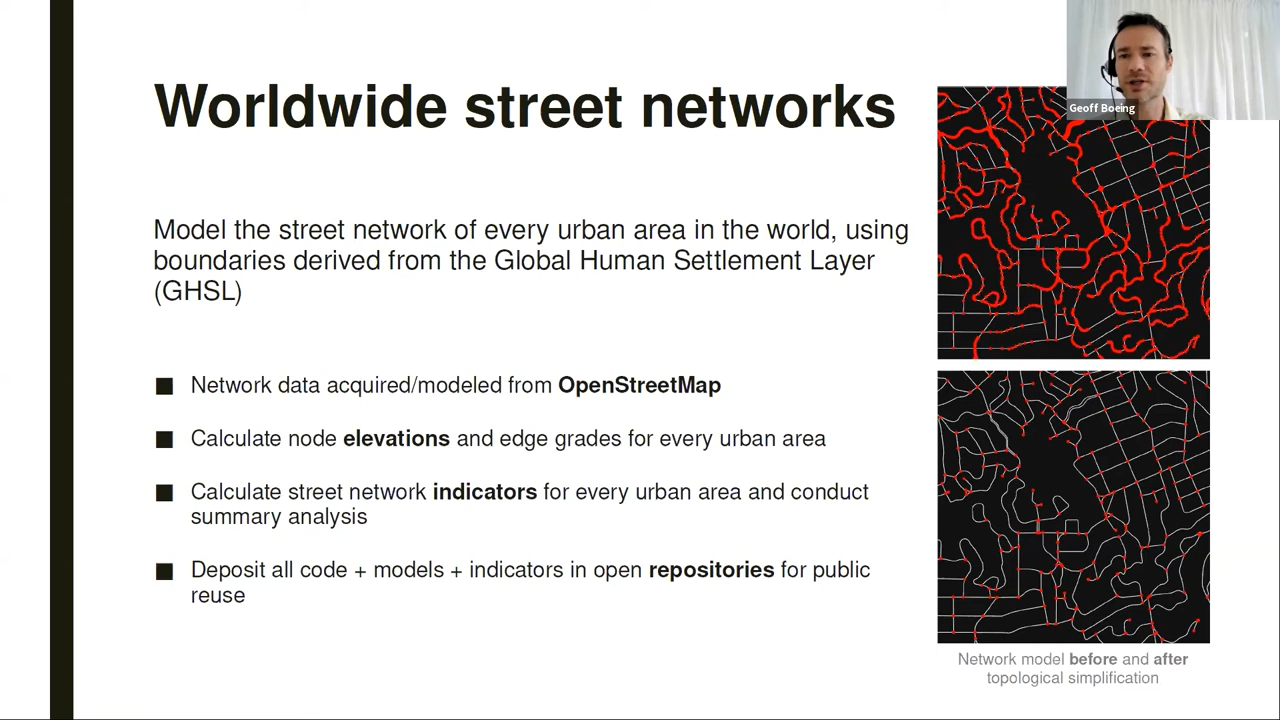 Worldwide street networks
Geoff Boeing
Model the street network of every urban area in the world, using
boundaries derived from the Global Human Settlement Layer
(GHSL)
Network data acquired/modeled from OpenStreetMap
Calculate node elevations and edge grades for every urban area
Calculate street network indicators for every urban area and conduct
summary analysis
Deposit all code + models + indicators in open repositories for public
reuse
Network model before and after
topological simplification